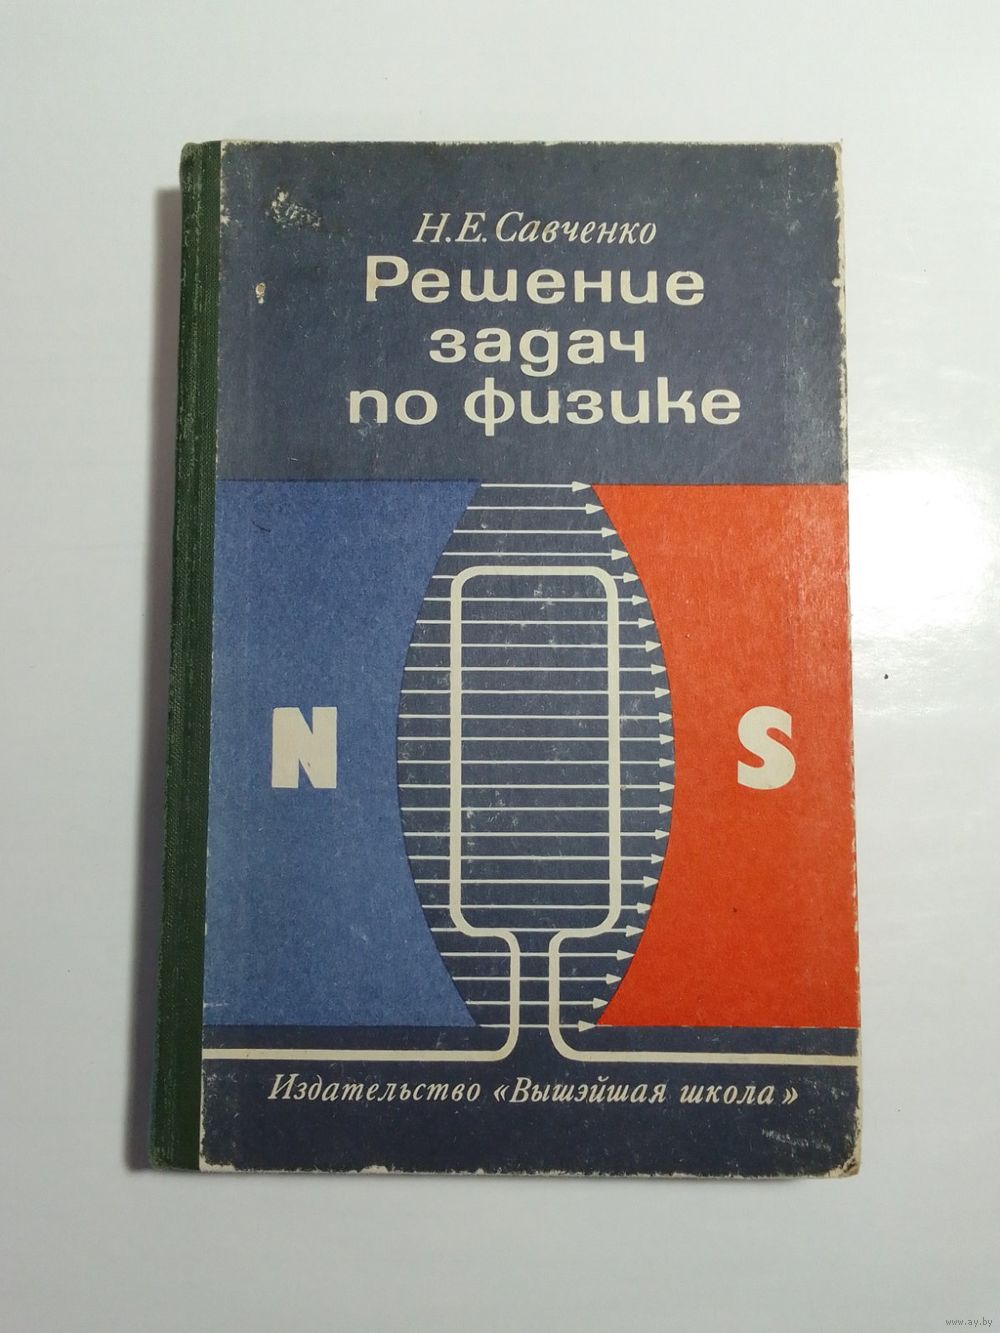 Н.Е.Савченко
Решение
задач
по физике
N
S
Издательство «Вышэйшая школа»
www.ay.by